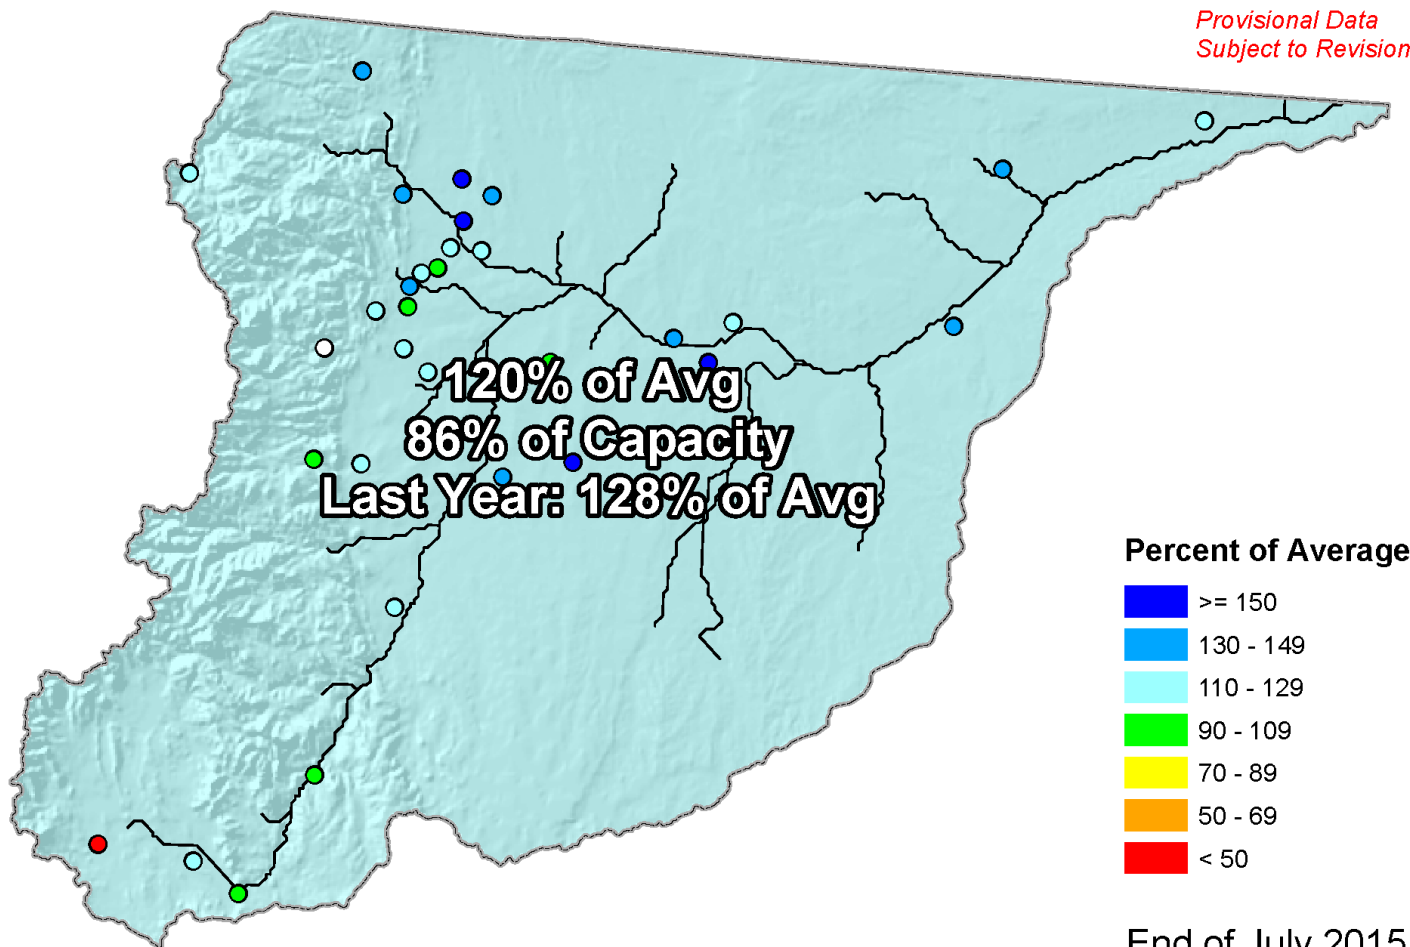 Provisional Data
Subject to Revision
120% of Avg
86% of Capacity
Last Year: 128% of Avg
Percent of Average
>= 150
130 - 149
110 - 129
90 - 109
70 - 89
50 - 69
< 50
End of July 2015